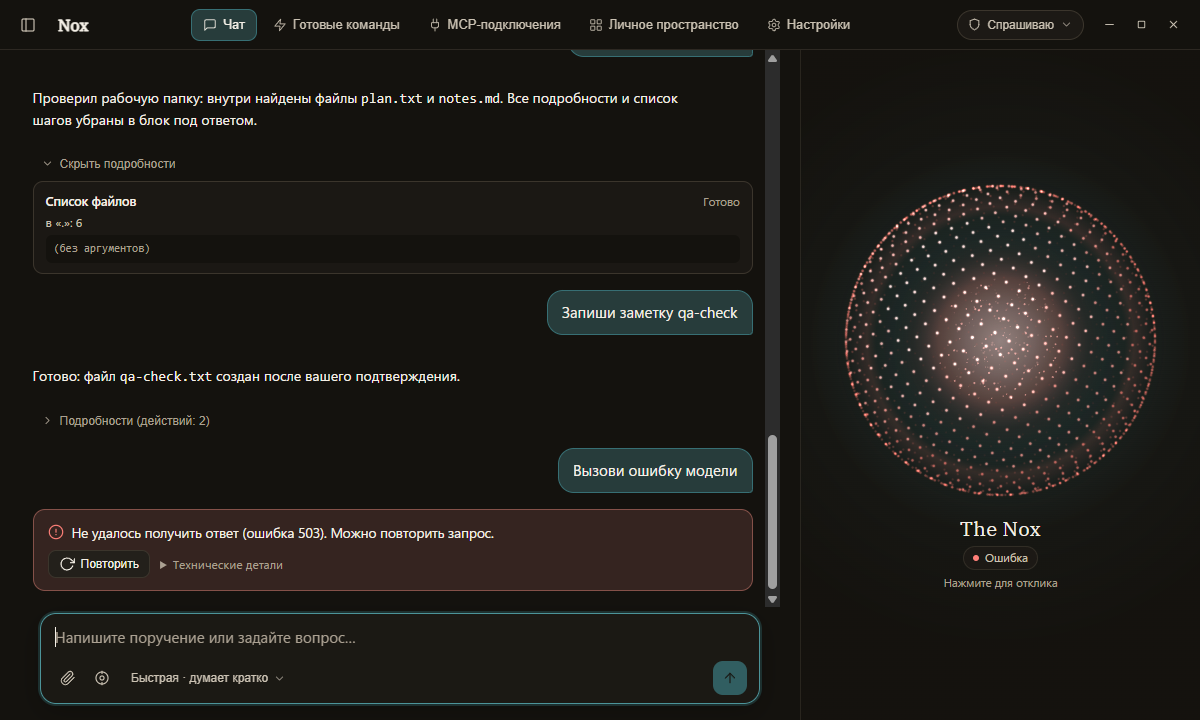 Nox
Чат
Готовые команды
MCP-подключения
Личное пространство
Настройки
Спрашиваю
Проверил рабочую папку: внутри найдены файлы plan.txt и notes.md. Все подробности и список
шагов убраны в блок под ответом.
Скрыть подробности
Список файлов
Готово
в «.»: 6
(без аргументов)
Запиши заметку qa-check
Готово: файл qa-check.txt создан после вашего подтверждения.
Подробности (действий: 2)
Вызови ошибку модели
Не удалось получить ответ (ошибка 503). Можно повторить запрос.
Повторить
Технические детали
Напишите поручение или задайте вопрос...
Быстрая · думает кратко
The Nox
Ошибка
Нажмите для отклика